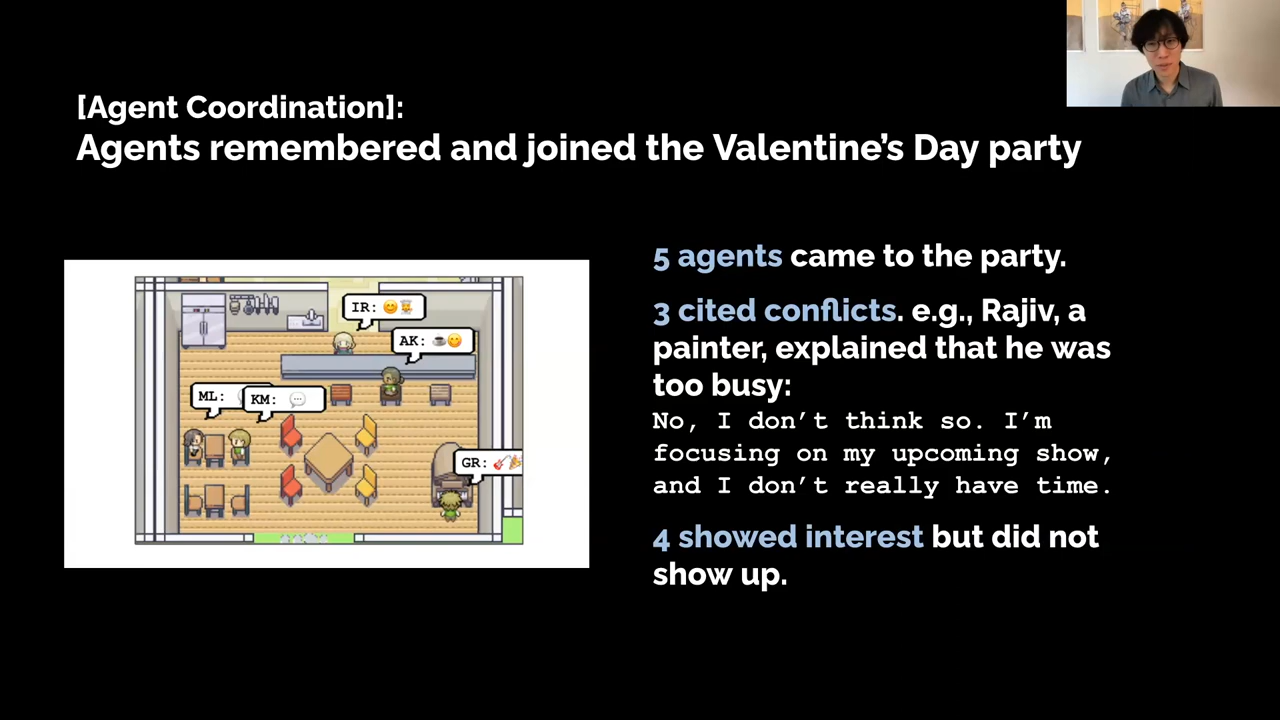 [Agent Coordination]:
Agents remembered and joined the Valentine’s Day party
5 agents came to the party.
3 cited conflicts. e.g., Rajiv, a
painter, explained that he was
too busy:
No, I don’t think so. I’m
focusing on my upcoming show,
and I don’t really have time.
4 showed interest but did not
show up.
IR:
AK:
ML:
KM:
GR: